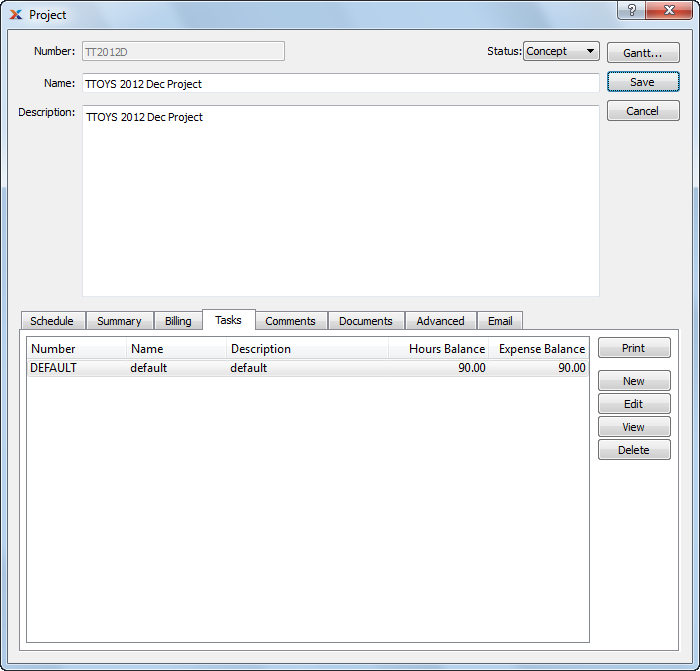 Project
?
Number: TT2012D Status: Concept Gantt...
Name: TTOYS 2012 Dec Project Save
Description: TTOYS 2012 Dec Project Cancel
Schedule Summary Billing Tasks Comments Documents Advanced Email
Number Name Description Hours Balance Expense Balance Print
DEFAULT default default 90.00 90.00
New
Edit
View
Delete